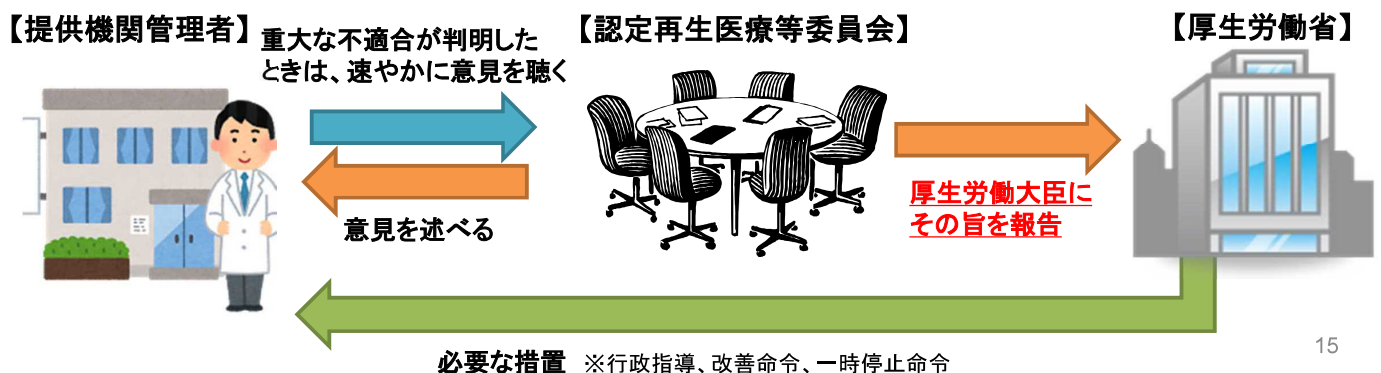 【提供機関管理者】
重大な不適合が判明した
ときは、速やかに意見を聴く
【認定再生医療等委員会】
【厚生労働省】
意見を述べる
厚生労働大臣に
その旨を報告
必要な措置 ※行政指導、改善命令、一時停止命令
15